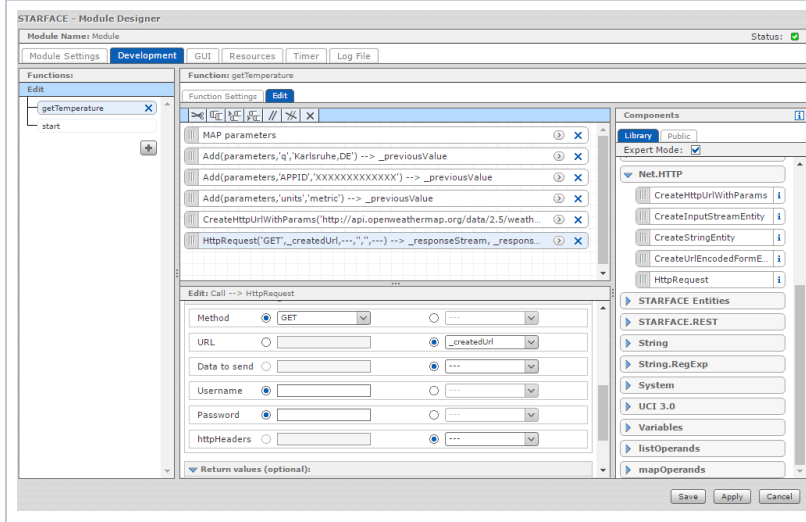 STARFACE - Module Designer
Module Name: Module
Status:
Module Settings
Development
GUI
Resources
Timer
Log File
Functions:
Edit
getTemperature
start
Function: getTemperature
Function Settings
Edit
MAP parameters
Add(parameters,'q','Karlsruhe,DE') --> _previousValue
Add(parameters,'APPID','XXXXXXXXXXXXX') --> _previousValue
Add(parameters,'units','metric') --> _previousValue
CreateHttpUrlWithParams('http://api.openweathermap.org/data/2.5/weath...
HttpRequest('GET',_createdUrl,---,'','',---) --> _responseStream, _respons...
Edit: Call --> HttpRequest
Method GET ---
URL _createdUrl
Data to send ---
Username ---
Password ---
httpHeaders ---
Return values (optional):
Components
Library
Public
Expert Mode:
Net.HTTP
CreateHttpUrlWithParams
CreateInputStreamEntity
CreateStringEntity
CreateUrlEncodedFormE...
HttpRequest
STARFACE Entities
STARFACE.REST
String
String.RegExp
System
UCI 3.0
Variables
listOperands
mapOperands
Save
Apply
Cancel